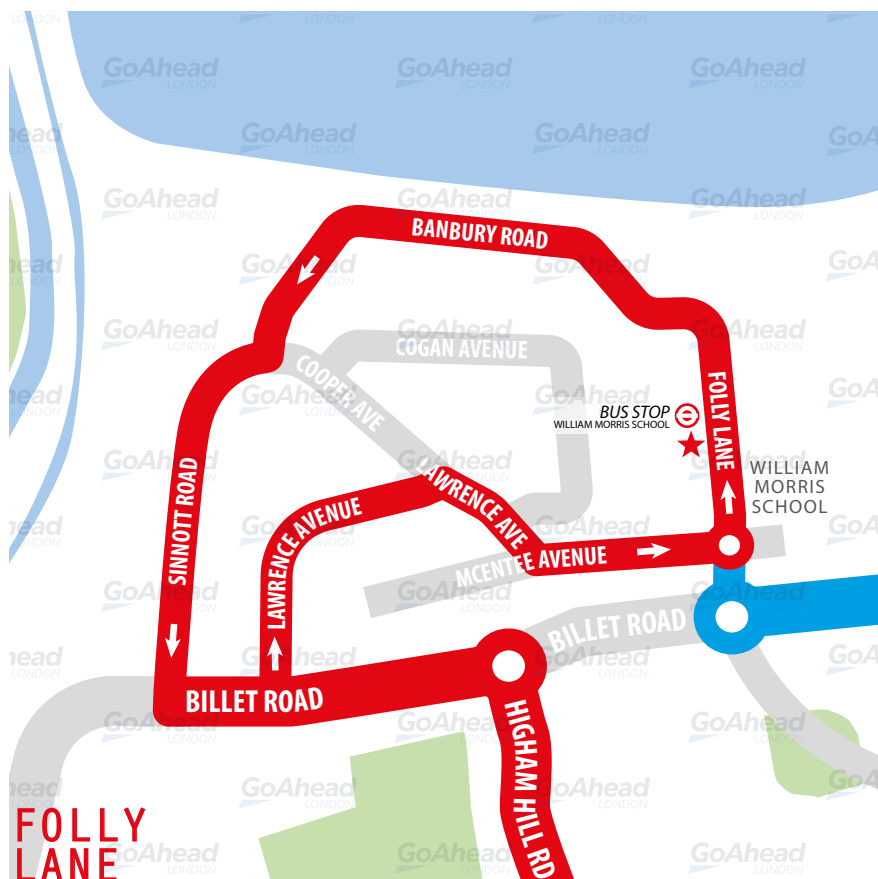 BANBURY ROAD
COGAN AVENUE
COOPER AVE
FOLLY LANE
BUS STOP
WILLIAM MORRIS SCHOOL
WILLIAM
MORRIS
SCHOOL
SINNOTT ROAD
LAWRENCE AVENUE
LAWRENCE AVE
MCENTEE AVENUE
BILLET ROAD
BILLET ROAD
HIGHAM HILL RD
FOLLY
LANE
GoAhead
LONDON